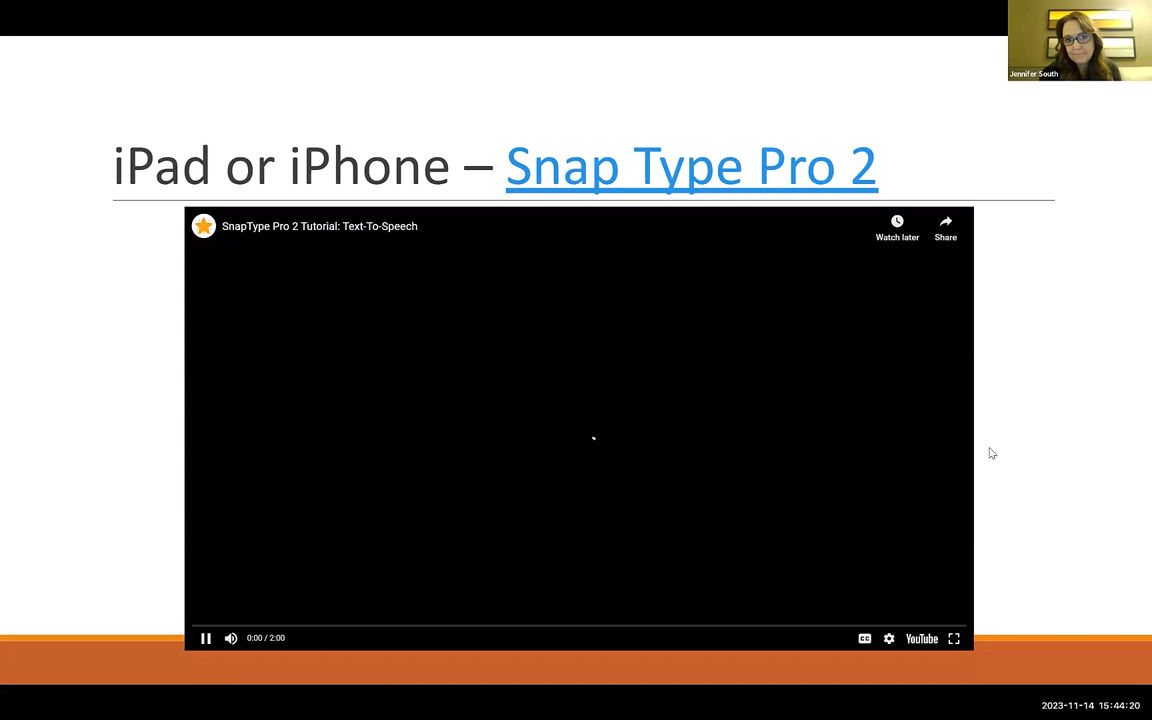 Jennifer South
iPad or iPhone – Snap Type Pro 2
SnapType Pro 2 Tutorial: Text-To-Speech
Watch later
Share
0:00 / 2:00
CC
YouTube
2023-11-14 15:44:20